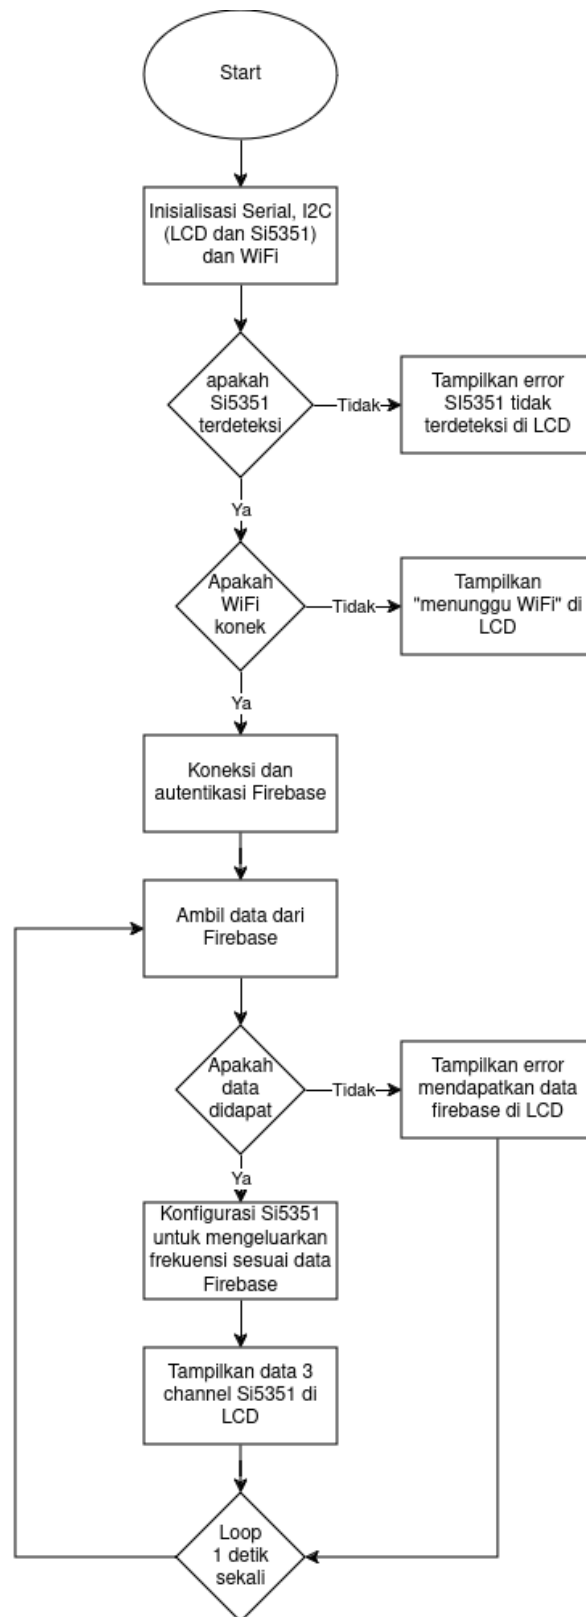 Start
Inisialisasi Serial, I2C
(LCD dan Si5351)
dan WiFi
apakah
Si5351
terdeteksi
Tidak
Tampilkan error
SI5351 tidak
terdeteksi di LCD
Ya
Apakah
WiFi
konek
Tidak
Tampilkan
"menunggu WiFi" di
LCD
Ya
Koneksi dan
autentikasi Firebase
Ambil data dari
Firebase
Apakah
data
didapat
Tidak
Tampilkan error
mendapatkan data
firebase di LCD
Ya
Konfigurasi Si5351
untuk mengeluarkan
frekuensi sesuai data
Firebase
Tampilkan data 3
channel Si5351 di
LCD
Loop
1 detik
sekali